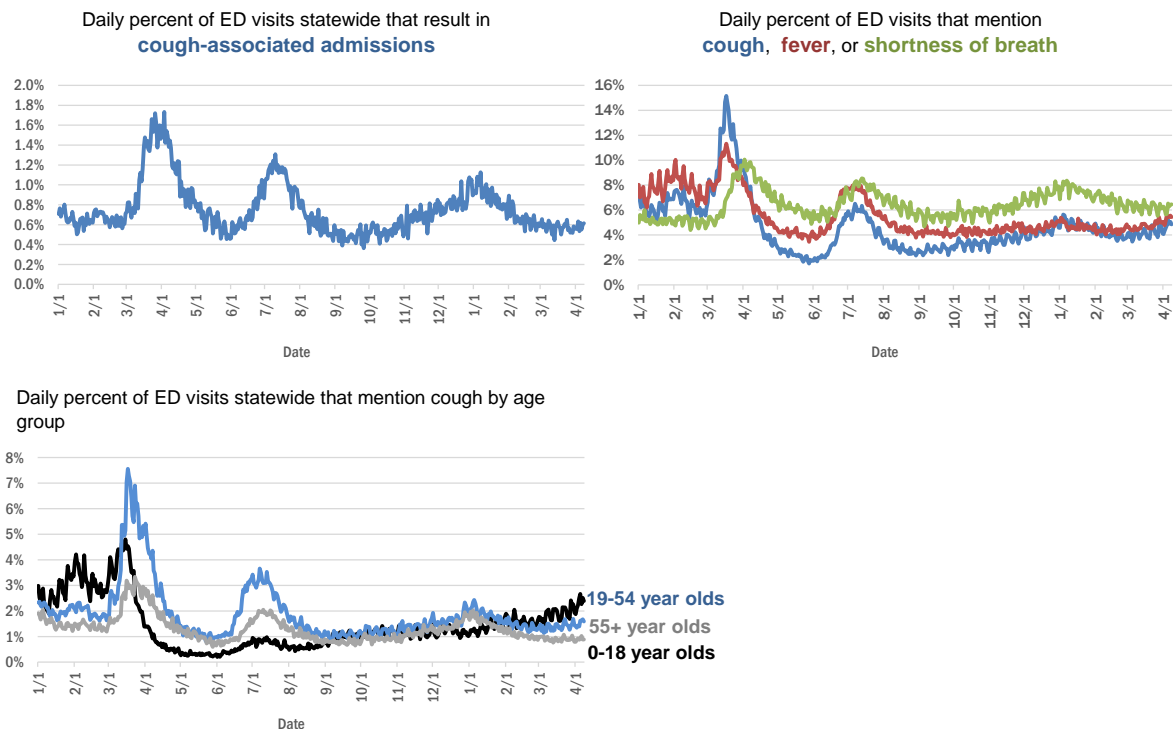 Daily percent of ED visits statewide that result in
cough-associated admissions
2.0%
1.8%
1.6%
1.4%
1.2%
1.0%
0.8%
0.6%
0.4%
0.2%
0.0%
1/1 2/1 3/1 4/1 5/1 6/1 7/1 8/1 9/1 10/1 11/1 12/1 1/1 2/1 3/1 4/1
Date
Daily percent of ED visits that mention
cough, fever, or shortness of breath
16%
14%
12%
10%
8%
6%
4%
2%
0%
1/1 2/1 3/1 4/1 5/1 6/1 7/1 8/1 9/1 10/1 11/1 12/1 1/1 2/1 3/1 4/1
Date
Daily percent of ED visits statewide that mention cough by age
group
8%
7%
6%
5%
4%
3%
2%
1%
0%
1/1 2/1 3/1 4/1 5/1 6/1 7/1 8/1 9/1 10/1 11/1 12/1 1/1 2/1 3/1 4/1
Date
19-54 year olds
55+ year olds
0-18 year olds